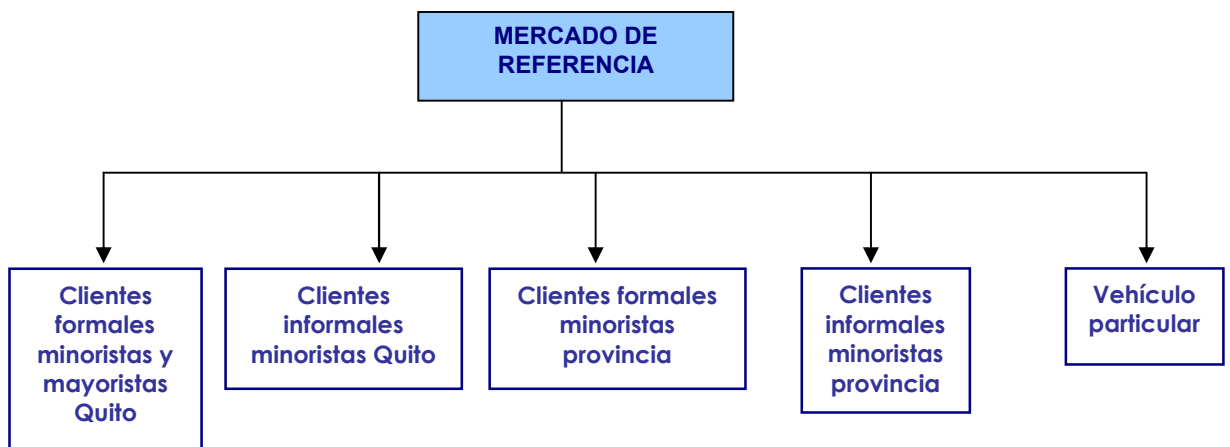 MERCADO DE
REFERENCIA
Clientes
formales
minoristas y
mayoristas
Quito
Clientes
informales
minoristas Quito
Clientes formales
minoristas
provincia
Clientes
informales
minoristas
provincia
Vehículo
particular